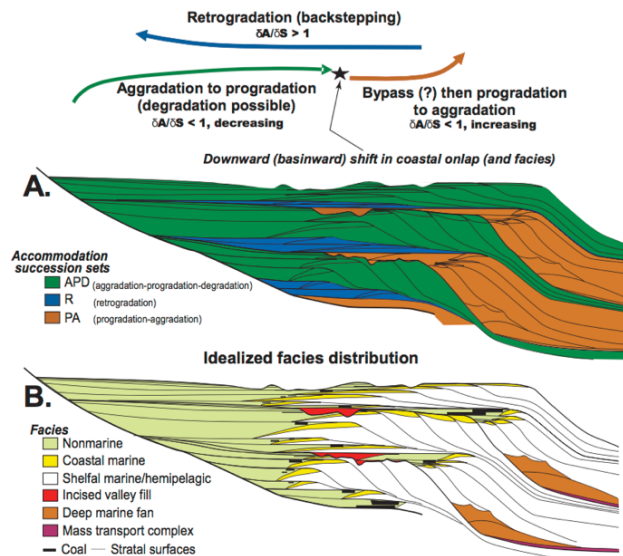 Retrogradation (backstepping)
δA/δS > 1
Aggradation to progradation
(degradation possible)
δA/δS < 1, decreasing
Bypass (?) then progradation
to aggradation
δA/δS < 1, increasing
Downward (basinward) shift in coastal onlap (and facies)
A.
Accommodation
succession sets
APD (aggradation-progradation-degradation)
R (retrogradation)
PA (progradation-aggradation)
Idealized facies distribution
B.
Facies
Nonmarine
Coastal marine
Shelfal marine/hemipelagic
Incised valley fill
Deep marine fan
Mass transport complex
Coal
Stratal surfaces